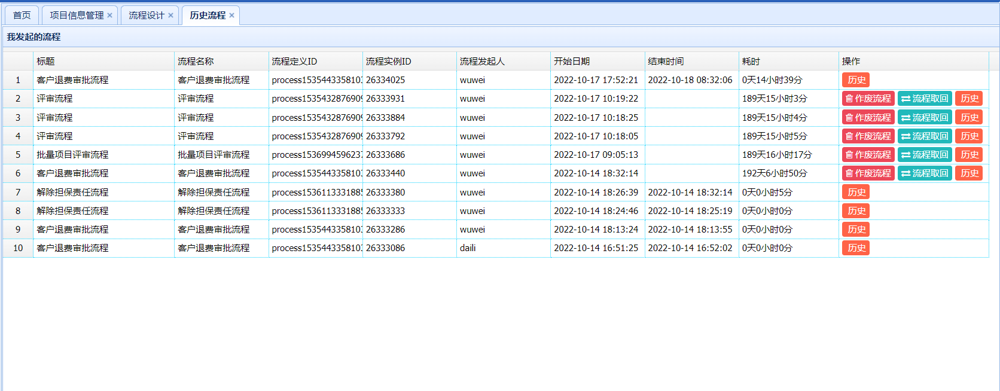 首页 项目信息管理 × 流程设计 × 历史流程 ×
我发起的流程
标题 流程名称 流程定义ID 流程实例ID 流程发起人 开始日期 结束时间 耗时 操作
1 客户退费审批流程 客户退费审批流程 process153544335810 26334025 wuwei 2022-10-17 17:52:21 2022-10-18 08:32:06 0天14小时39分 历史
2 评审流程 评审流程 process153543287690 26333931 wuwei 2022-10-17 10:19:22 189天15小时3分 作废流程 流程取回 历史
3 评审流程 评审流程 process153543287690 26333884 wuwei 2022-10-17 10:18:25 189天15小时4分 作废流程 流程取回 历史
4 评审流程 评审流程 process153543287690 26333792 wuwei 2022-10-17 10:18:05 189天15小时5分 作废流程 流程取回 历史
5 批量项目评审流程 批量项目评审流程 process153699459623 26333686 wuwei 2022-10-17 09:05:13 189天16小时17分 作废流程 流程取回 历史
6 客户退费审批流程 客户退费审批流程 process153544335810 26333440 wuwei 2022-10-14 18:32:14 192天6小时50分 作废流程 流程取回 历史
7 解除担保责任流程 解除担保责任流程 process153611333188 26333380 wuwei 2022-10-14 18:26:39 2022-10-14 18:32:14 0天0小时5分 历史
8 解除担保责任流程 解除担保责任流程 process153611333188 26333333 wuwei 2022-10-14 18:24:46 2022-10-14 18:25:19 0天0小时0分 历史
9 客户退费审批流程 客户退费审批流程 process153544335810 26333286 wuwei 2022-10-14 18:13:24 2022-10-14 18:13:55 0天0小时0分 历史
10 客户退费审批流程 客户退费审批流程 process153544335810 26333086 daili 2022-10-14 16:51:25 2022-10-14 16:52:02 0天0小时0分 历史